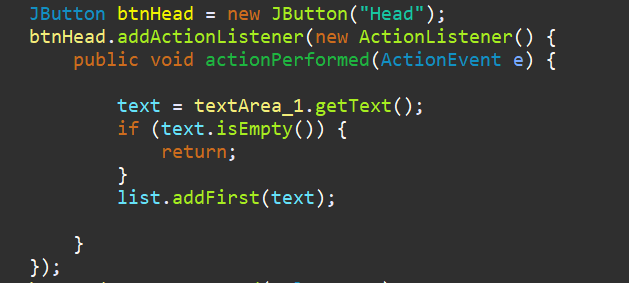 JButton btnHead = new JButton("Head");
btnHead.addActionListener(new ActionListener() {
public void actionPerformed(ActionEvent e) {
text = textArea_1.getText();
if (text.isEmpty()) {
return;
}
list.addFirst(text);
}
});